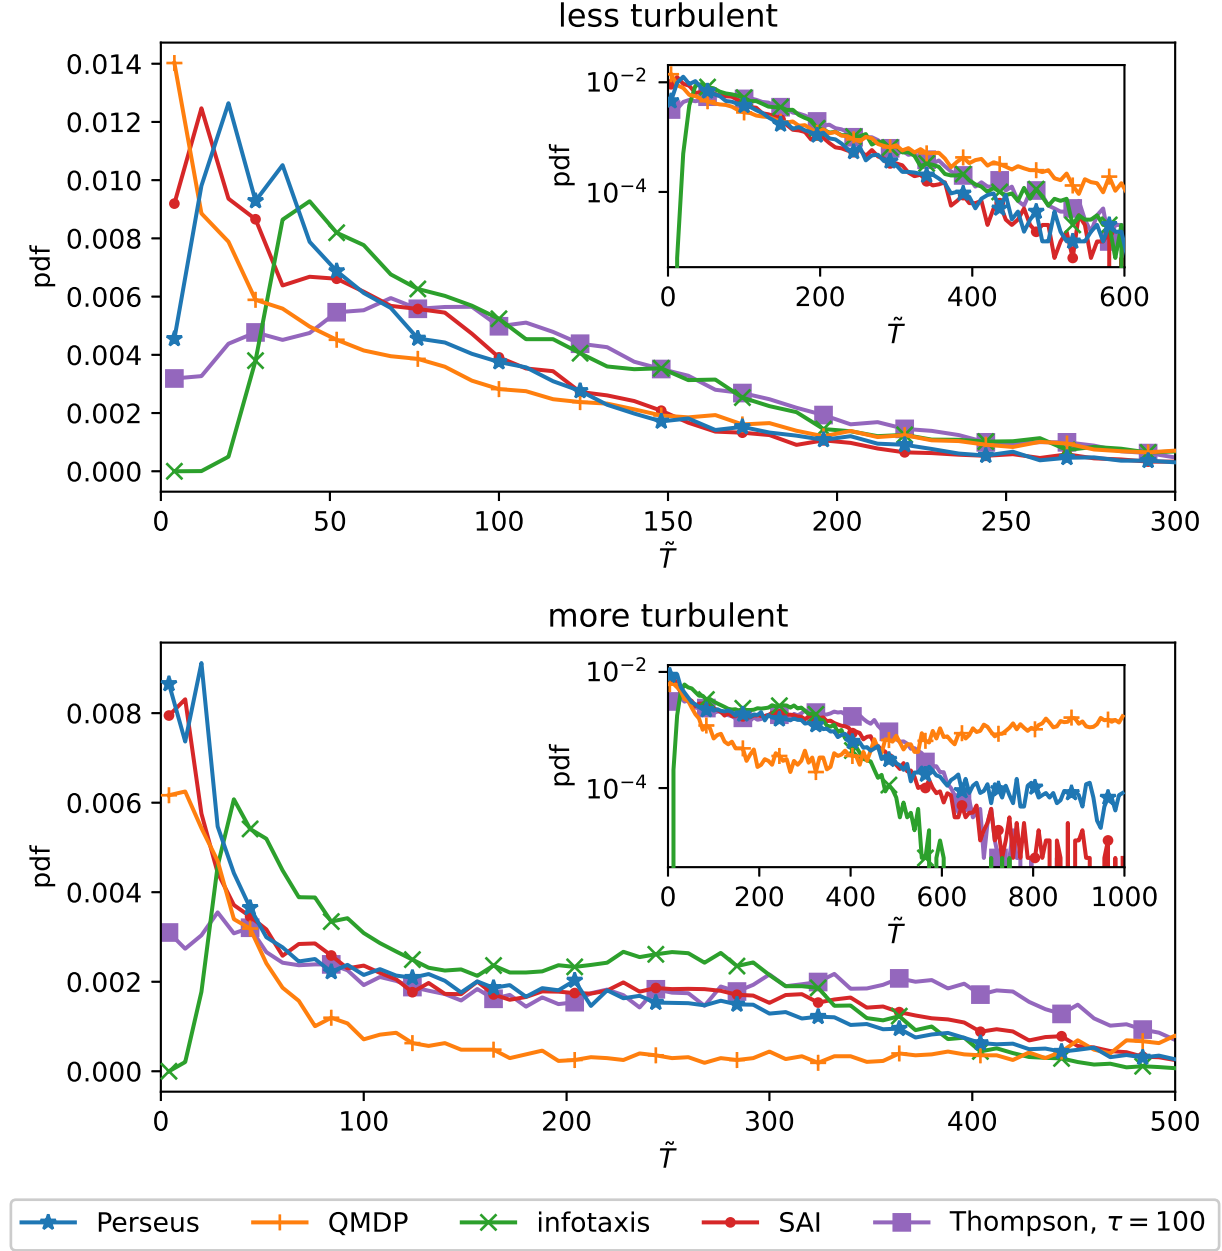 less turbulent
0.014
0.012
0.010
0.008
0.006
0.004
0.002
0.000
pdf
0 50 100 150 200 250 300
T̃
10⁻²
10⁻⁴
pdf
0 200 400 600
T̃
more turbulent
0.008
0.006
0.004
0.002
0.000
pdf
0 100 200 300 400 500
T̃
10⁻²
10⁻⁴
pdf
0 200 400 600 800 1000
T̃
Perseus QMDP infotaxis SAI Thompson, τ = 100